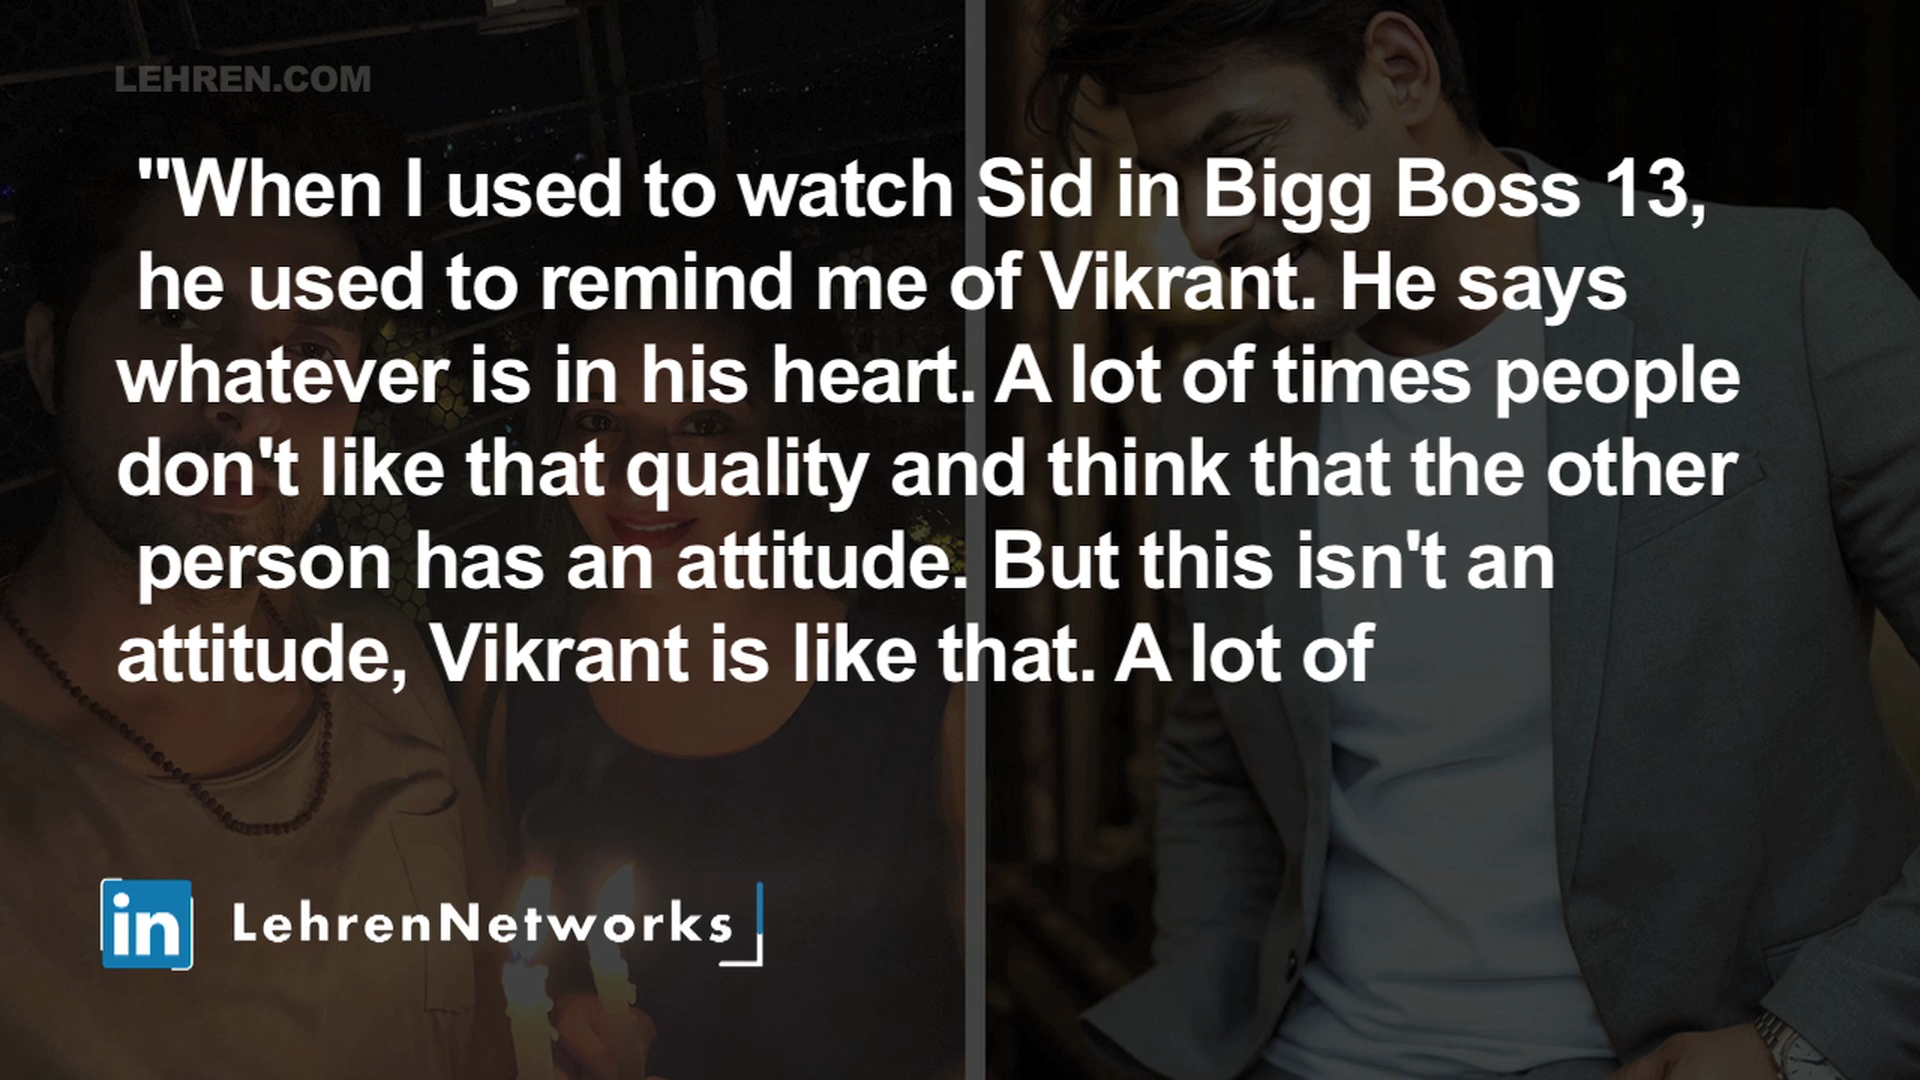 LEHREN.COM
"When I used to watch Sid in Bigg Boss 13,
he used to remind me of Vikrant. He says
whatever is in his heart. A lot of times people
don't like that quality and think that the other
person has an attitude. But this isn't an
attitude, Vikrant is like that. A lot of
in LehrenNetworks